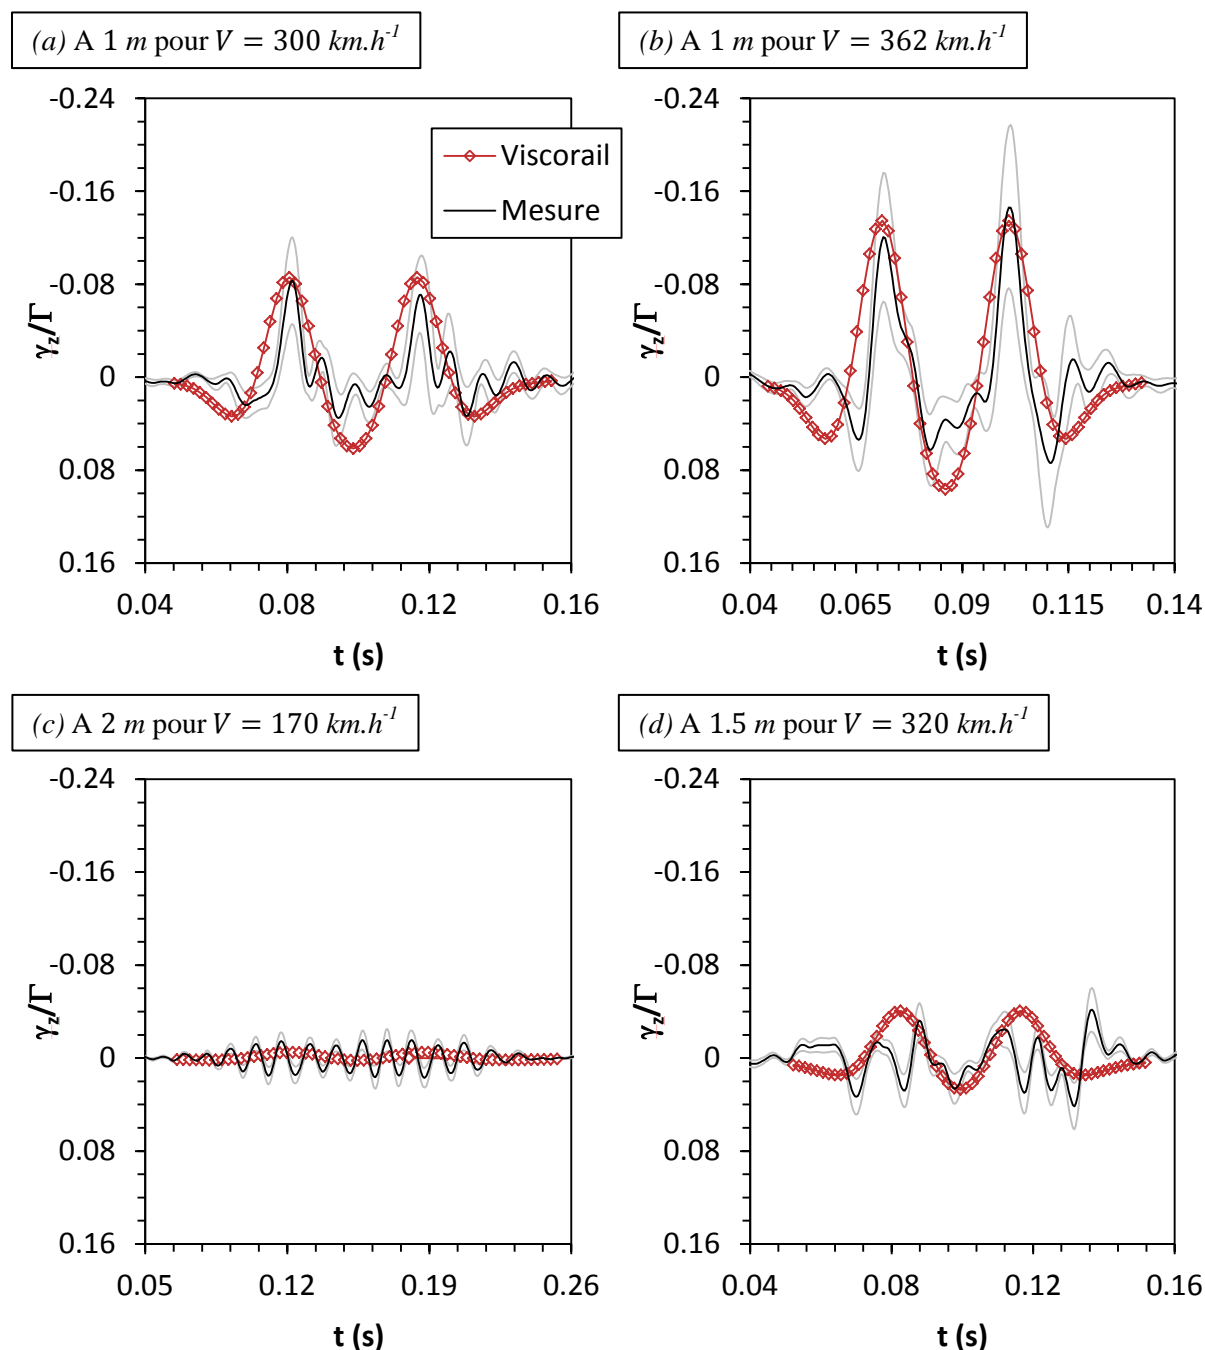 (a) A 1 m pour V = 300 km.h⁻¹
(b) A 1 m pour V = 362 km.h⁻¹
-0.24
-0.16
-0.08
0
0.08
0.16
γz/Γ
Viscorail
Mesure
0.04 0.08 0.12 0.16
t (s)
-0.24
-0.16
-0.08
0
0.08
0.16
γz/Γ
0.04 0.065 0.09 0.115 0.14
t (s)
(c) A 2 m pour V = 170 km.h⁻¹
(d) A 1.5 m pour V = 320 km.h⁻¹
-0.24
-0.16
-0.08
0
0.08
0.16
γz/Γ
0.05 0.12 0.19 0.26
t (s)
-0.24
-0.16
-0.08
0
0.08
0.16
γz/Γ
0.04 0.08 0.12 0.16
t (s)